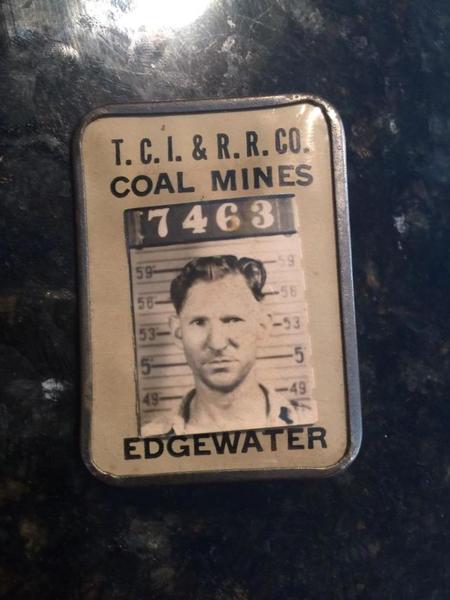 T. C. I. & R. R. CO.
COAL MINES
7463
59 59
56 56
53 53
5' 5
49 49
EDGEWATER